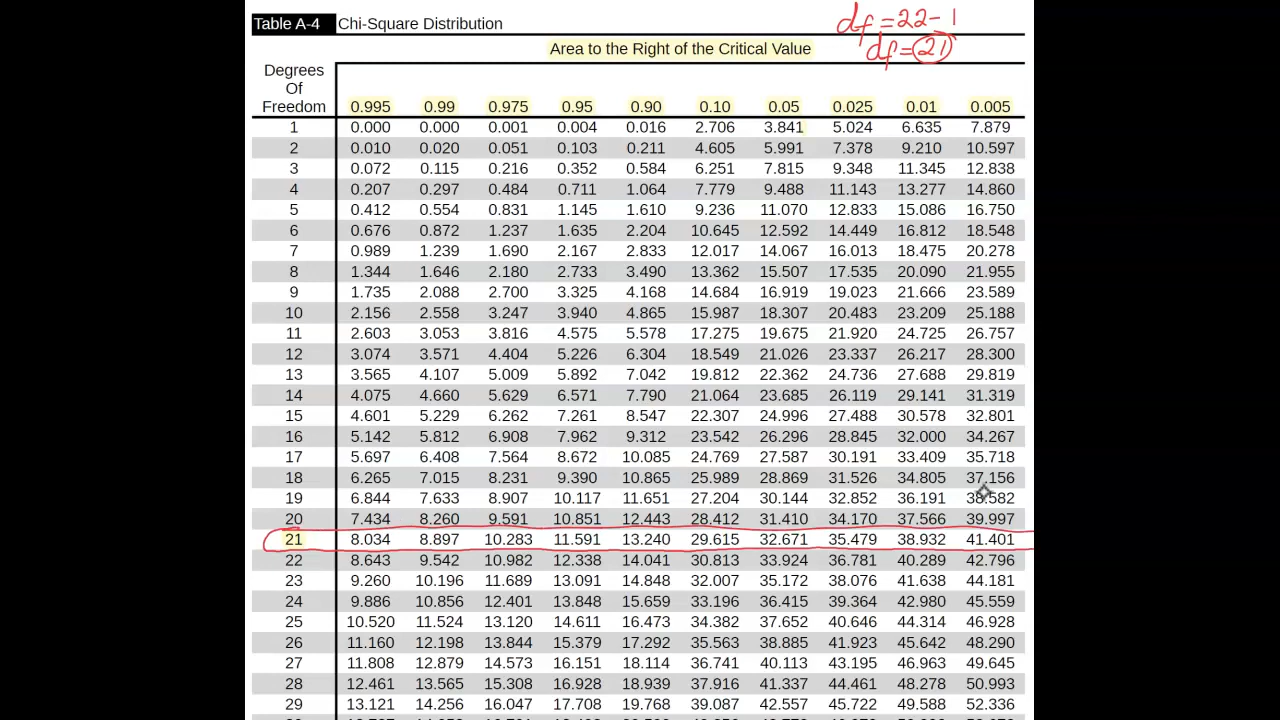 Table A-4 Chi-Square Distribution
df = 22-1
Area to the Right of the Critical Value
df = 21
Degrees
Of
Freedom 0.995 0.99 0.975 0.95 0.90 0.10 0.05 0.025 0.01 0.005
1 0.000 0.000 0.001 0.004 0.016 2.706 3.841 5.024 6.635 7.879
2 0.010 0.020 0.051 0.103 0.211 4.605 5.991 7.378 9.210 10.597
3 0.072 0.115 0.216 0.352 0.584 6.251 7.815 9.348 11.345 12.838
4 0.207 0.297 0.484 0.711 1.064 7.779 9.488 11.143 13.277 14.860
5 0.412 0.554 0.831 1.145 1.610 9.236 11.070 12.833 15.086 16.750
6 0.676 0.872 1.237 1.635 2.204 10.645 12.592 14.449 16.812 18.548
7 0.989 1.239 1.690 2.167 2.833 12.017 14.067 16.013 18.475 20.278
8 1.344 1.646 2.180 2.733 3.490 13.362 15.507 17.535 20.090 21.955
9 1.735 2.088 2.700 3.325 4.168 14.684 16.919 19.023 21.666 23.589
10 2.156 2.558 3.247 3.940 4.865 15.987 18.307 20.483 23.209 25.188
11 2.603 3.053 3.816 4.575 5.578 17.275 19.675 21.920 24.725 26.757
12 3.074 3.571 4.404 5.226 6.304 18.549 21.026 23.337 26.217 28.300
13 3.565 4.107 5.009 5.892 7.042 19.812 22.362 24.736 27.688 29.819
14 4.075 4.660 5.629 6.571 7.790 21.064 23.685 26.119 29.141 31.319
15 4.601 5.229 6.262 7.261 8.547 22.307 24.996 27.488 30.578 32.801
16 5.142 5.812 6.908 7.962 9.312 23.542 26.296 28.845 32.000 34.267
17 5.697 6.408 7.564 8.672 10.085 24.769 27.587 30.191 33.409 35.718
18 6.265 7.015 8.231 9.390 10.865 25.989 28.869 31.526 34.805 37.156
19 6.844 7.633 8.907 10.117 11.651 27.204 30.144 32.852 36.191 38.582
20 7.434 8.260 9.591 10.851 12.443 28.412 31.410 34.170 37.566 39.997
21 8.034 8.897 10.283 11.591 13.240 29.615 32.671 35.479 38.932 41.401
22 8.643 9.542 10.982 12.338 14.041 30.813 33.924 36.781 40.289 42.796
23 9.260 10.196 11.689 13.091 14.848 32.007 35.172 38.076 41.638 44.181
24 9.886 10.856 12.401 13.848 15.659 33.196 36.415 39.364 42.980 45.559
25 10.520 11.524 13.120 14.611 16.473 34.382 37.652 40.646 44.314 46.928
26 11.160 12.198 13.844 15.379 17.292 35.563 38.885 41.923 45.642 48.290
27 11.808 12.879 14.573 16.151 18.114 36.741 40.113 43.195 46.963 49.645
28 12.461 13.565 15.308 16.928 18.939 37.916 41.337 44.461 48.278 50.993
29 13.121 14.256 16.047 17.708 19.768 39.087 42.557 45.722 49.588 52.336